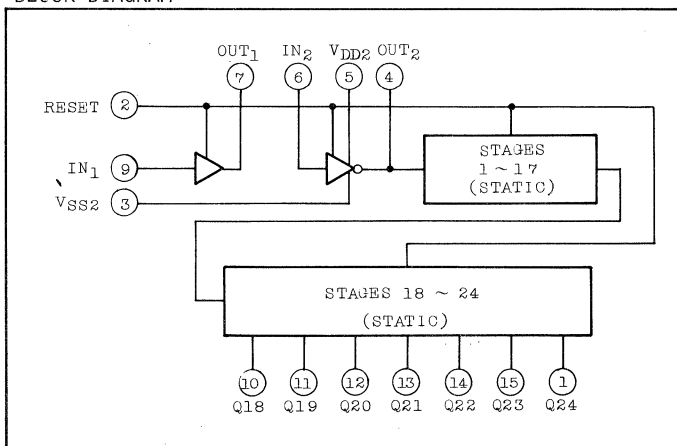 BLOCK DIAGRAM
OUT1 IN2 VDD2 OUT2
7 6 5 4
RESET 2
IN1 9
VSS2 3
STAGES
1 ~ 17
(STATIC)
STAGES 18 ~ 24
(STATIC)
10 11 12 13 14 15 1
Q18 Q19 Q20 Q21 Q22 Q23 Q24